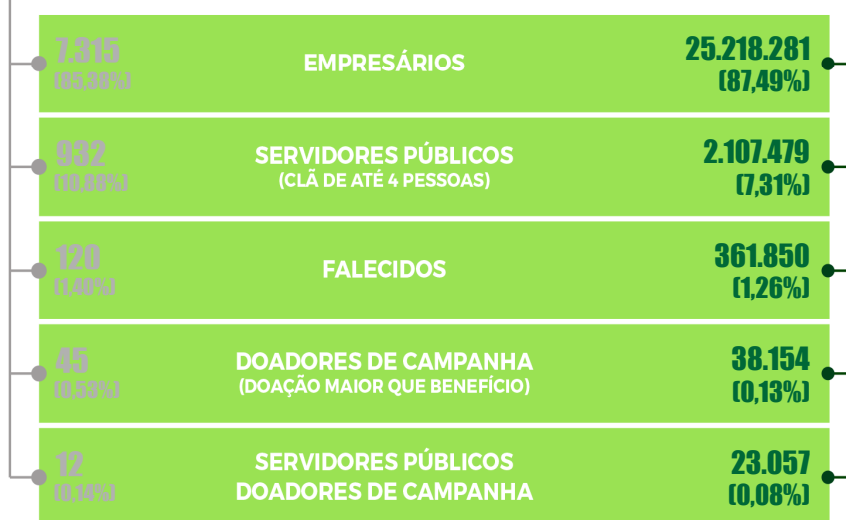 7.315
(85,38%)
EMPRESÁRIOS
25.218.281
(87,49%)
932
(10,88%)
SERVIDORES PÚBLICOS
(CLÃ DE ATÉ 4 PESSOAS)
2.107.479
(7,31%)
120
(1,40%)
FALECIDOS
361.850
(1,26%)
45
(0,53%)
DOADORES DE CAMPANHA
(DOAÇÃO MAIOR QUE BENEFÍCIO)
38.154
(0,13%)
12
(0,14%)
SERVIDORES PÚBLICOS
DOADORES DE CAMPANHA
23.057
(0,08%)